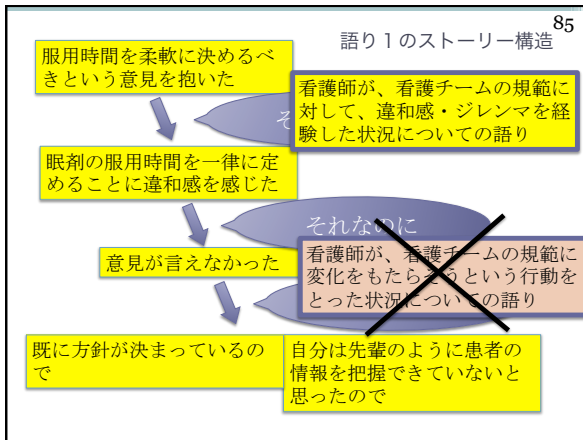 85
語り１のストーリー構造
服用時間を柔軟に決めるべ
きという意見を抱いた
看護師が、看護チームの規範に
対して、違和感・ジレンマを経
験した状況についての語り
そ
眠剤の服用時間を一律に定
めることに違和感を感じた
それなのに
意見が言えなかった
看護師が、看護チームの規範に
変化をもたらそうという行動を
とった状況についての語り
既に方針が決まっているの
で
自分は先輩のように患者の
情報を把握できていないと
思ったので